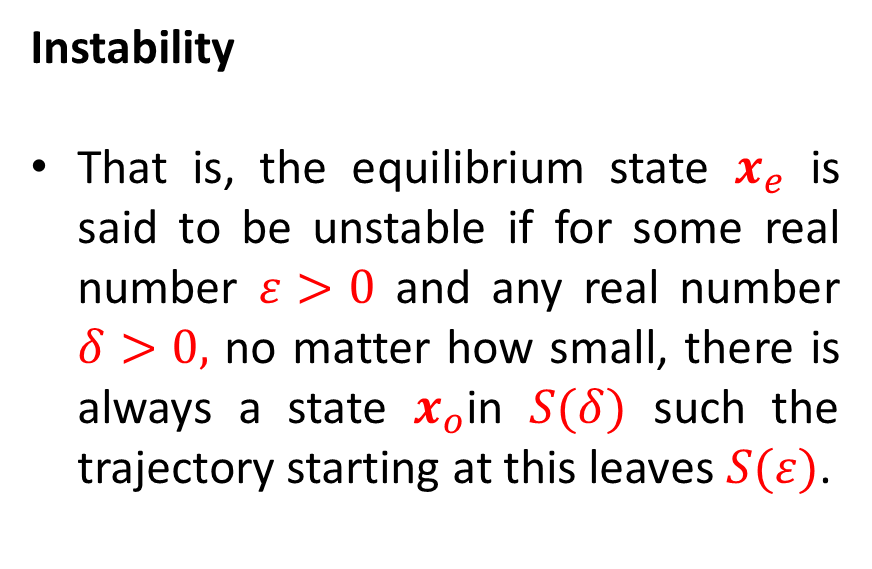 Instability
• That is, the equilibrium state 𝒙ₑ is
said to be unstable if for some real
number ε > 0 and any real number
δ > 0, no matter how small, there is
always a state 𝒙ₒin S(δ) such the
trajectory starting at this leaves S(ε).